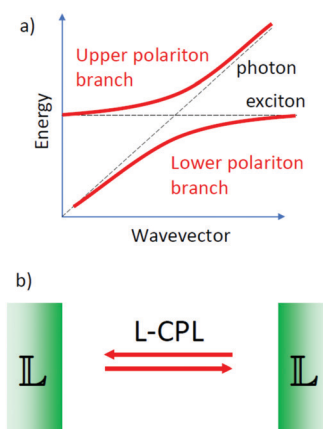 a)
Upper polariton
branch
photon
exciton
Energy
Lower polariton
branch
Wavevector
b)
L-CPL
𝕃
𝕃